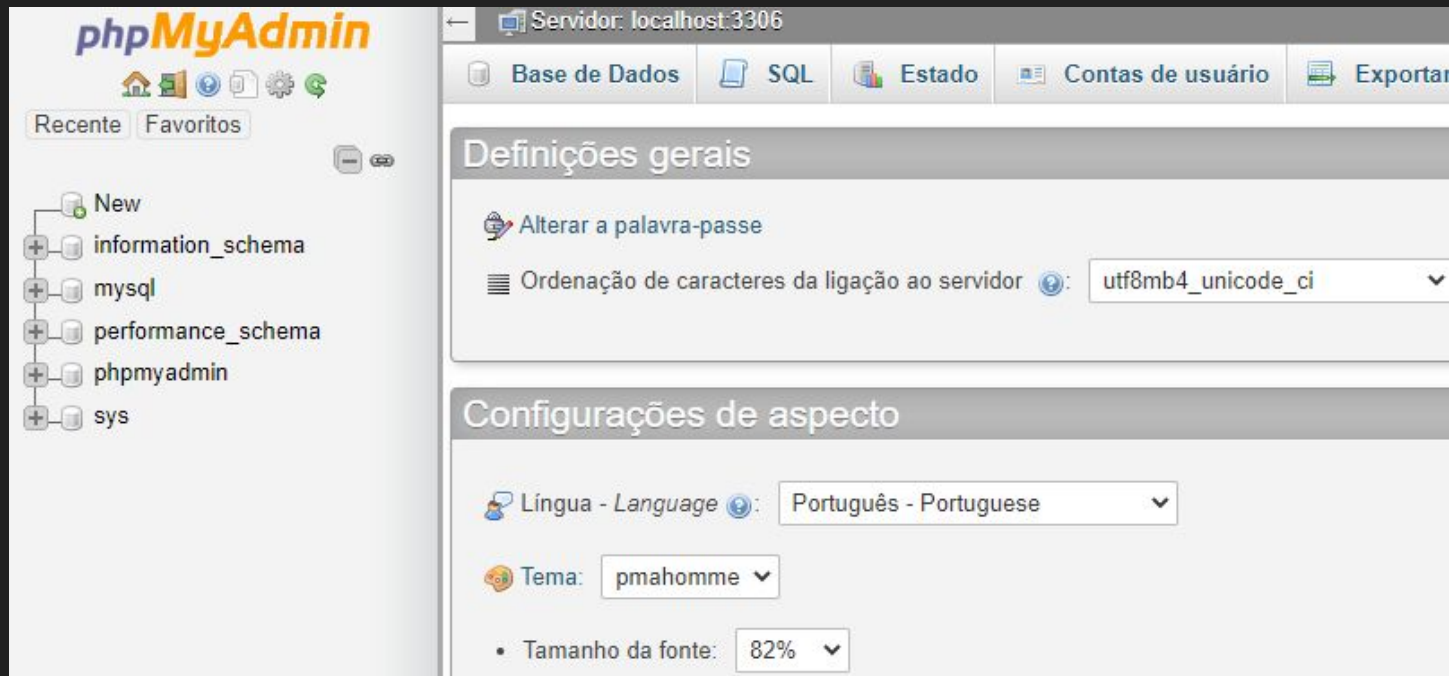 phpMyAdmin
Recente Favoritos
New
information_schema
mysql
performance_schema
phpmyadmin
sys
Servidor: localhost:3306
Base de Dados SQL Estado Contas de usuário Exportar
Definições gerais
Alterar a palavra-passe
Ordenação de caracteres da ligação ao servidor : utf8mb4_unicode_ci
Configurações de aspecto
Língua - Language : Português - Portuguese
Tema: pmahomme
• Tamanho da fonte: 82%